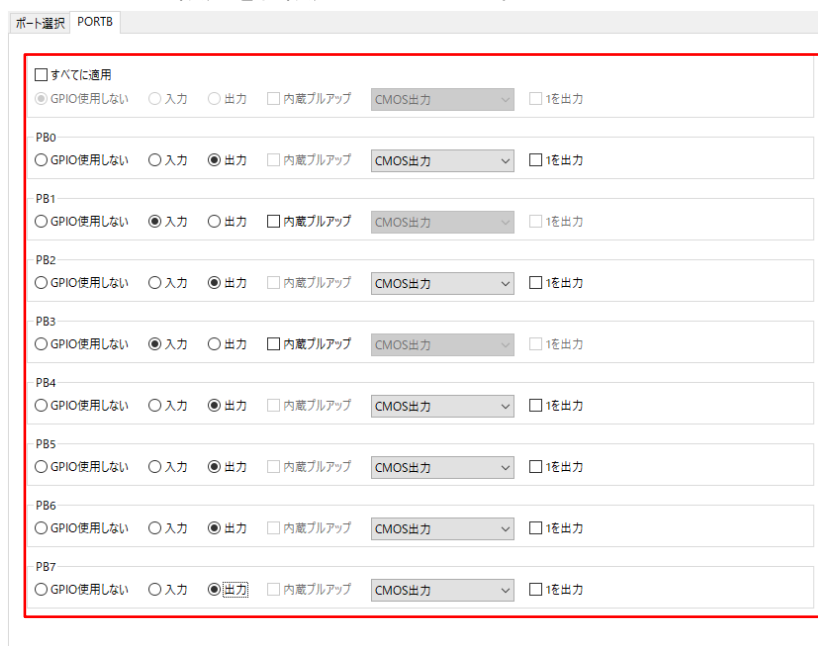 ポート選択 PORTB
すべてに適用
GPIO使用しない 入力 出力 内蔵プルアップ CMOS出力 1を出力
PB0
GPIO使用しない 入力 出力 内蔵プルアップ CMOS出力 1を出力
PB1
GPIO使用しない 入力 出力 内蔵プルアップ CMOS出力 1を出力
PB2
GPIO使用しない 入力 出力 内蔵プルアップ CMOS出力 1を出力
PB3
GPIO使用しない 入力 出力 内蔵プルアップ CMOS出力 1を出力
PB4
GPIO使用しない 入力 出力 内蔵プルアップ CMOS出力 1を出力
PB5
GPIO使用しない 入力 出力 内蔵プルアップ CMOS出力 1を出力
PB6
GPIO使用しない 入力 出力 内蔵プルアップ CMOS出力 1を出力
PB7
GPIO使用しない 入力 出力 内蔵プルアップ CMOS出力 1を出力